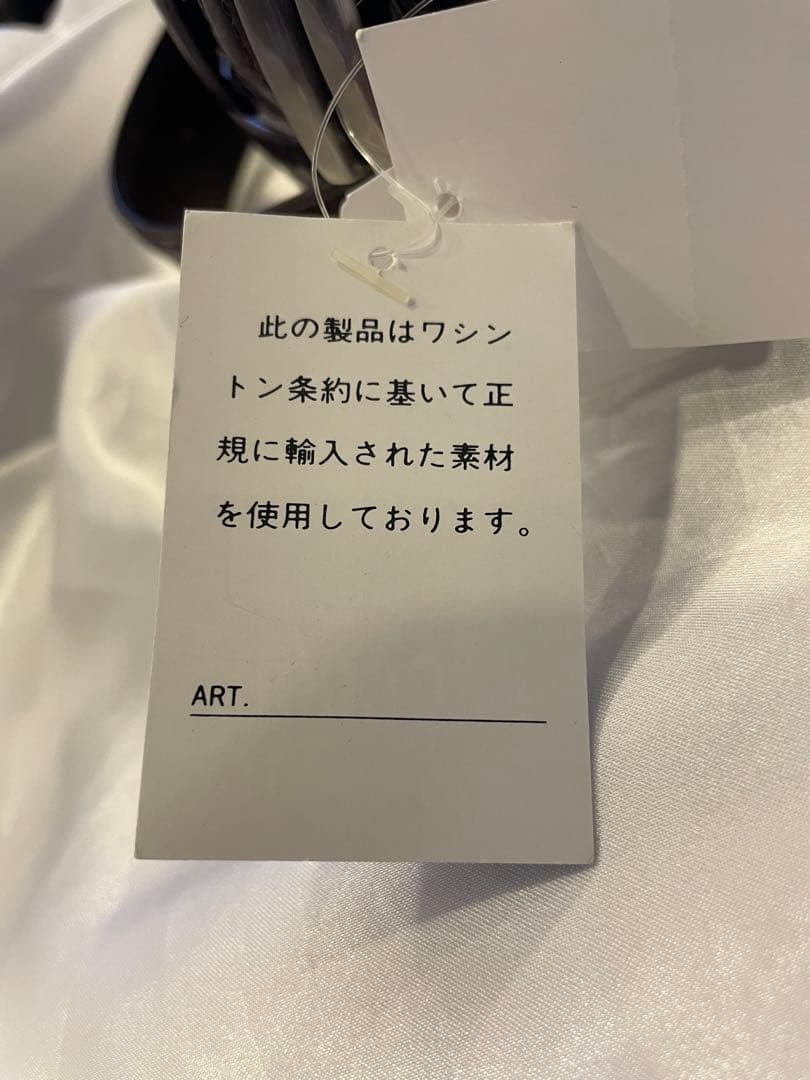 此の製品はワシン
トン条約に基いて正
規に輸入された素材
を使用しております。
ART.